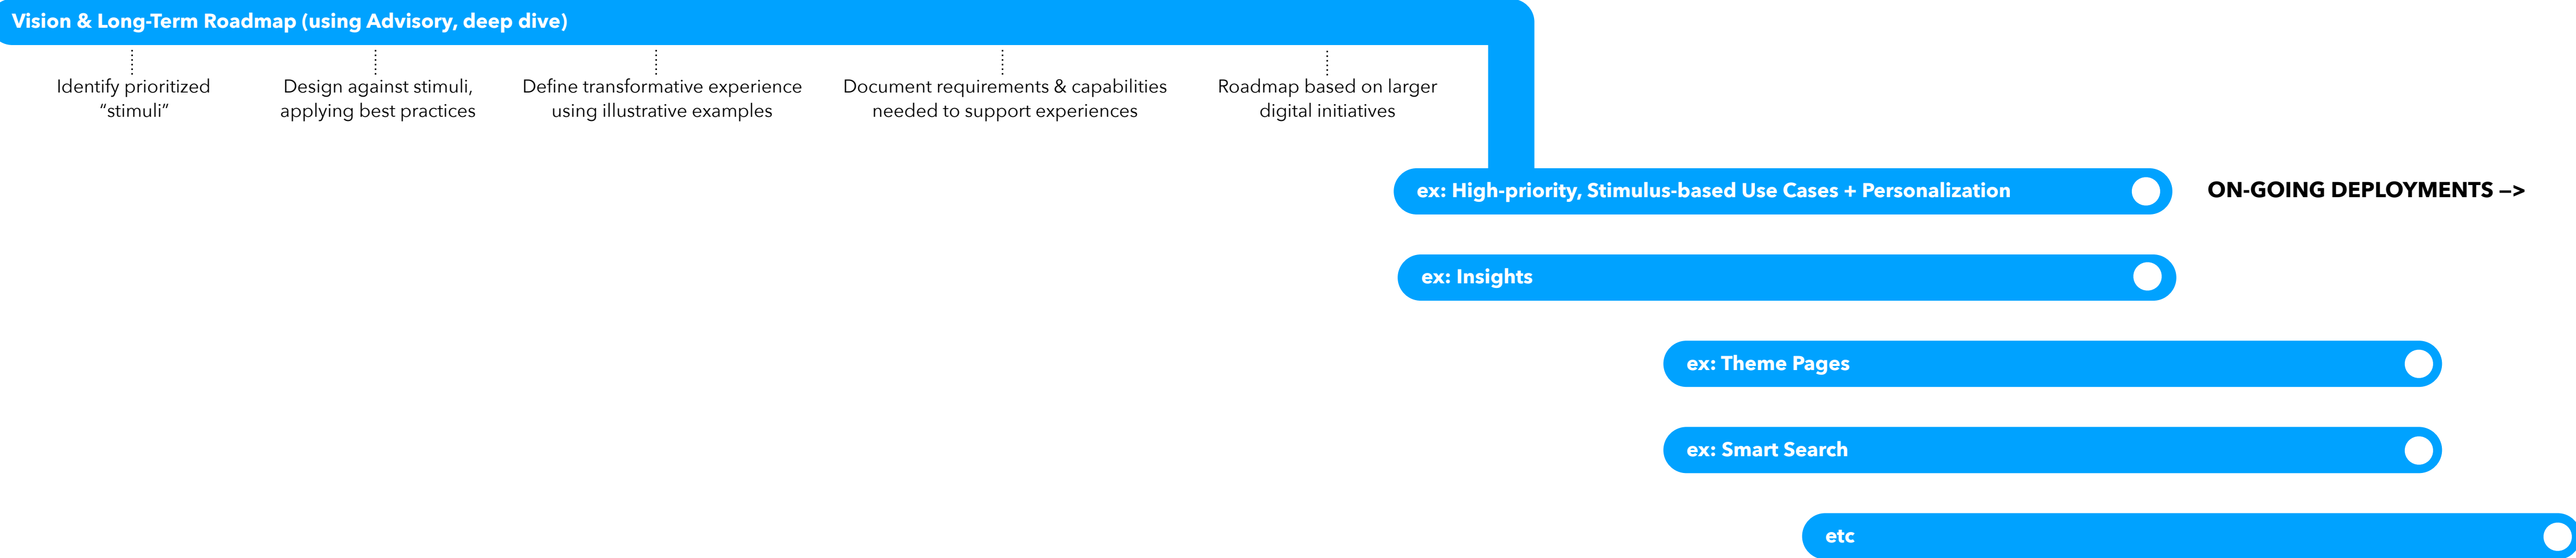 Vision & Long-Term Roadmap (using Advisory, deep dive)
Identify prioritized
“stimuli”
Design against stimuli,
applying best practices
Define transformative experience
using illustrative examples
Document requirements & capabilities
needed to support experiences
Roadmap based on larger
digital initiatives
ex: High-priority, Stimulus-based Use Cases + Personalization
ON-GOING DEPLOYMENTS —>
ex: Insights
ex: Theme Pages
ex: Smart Search
etc